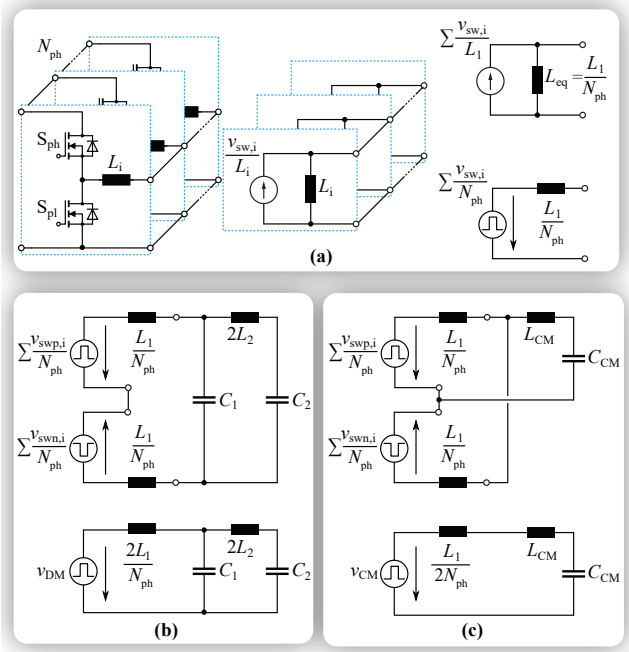 N_ph
S_ph
L_i
S_pl
v_sw,i
L_i
L_i
∑ v_sw,i
L_1
L_eq = L_1
N_ph
∑ v_sw,i
N_ph
L_1
N_ph
(a)
∑ v_swp,i
N_ph
L_1
N_ph
2L_2
C_1
C_2
∑ v_swn,i
N_ph
L_1
N_ph
v_DM
2L_1
N_ph
2L_2
C_1
C_2
(b)
∑ v_swp,i
N_ph
L_1
N_ph
L_CM
C_CM
∑ v_swn,i
N_ph
L_1
N_ph
v_CM
L_1
2N_ph
L_CM
C_CM
(c)